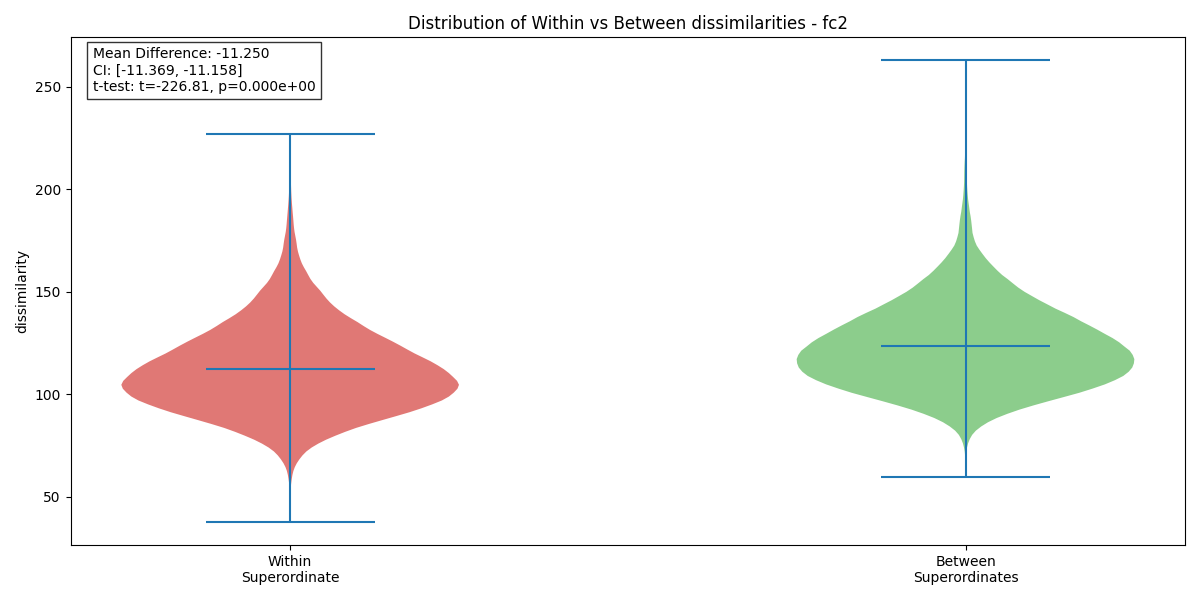 Distribution of Within vs Between dissimilarities - fc2
Mean Difference: -11.250
CI: [-11.369, -11.158]
t-test: t=-226.81, p=0.000e+00
dissimilarity
250
200
150
100
50
Within
Superordinate
Between
Superordinates